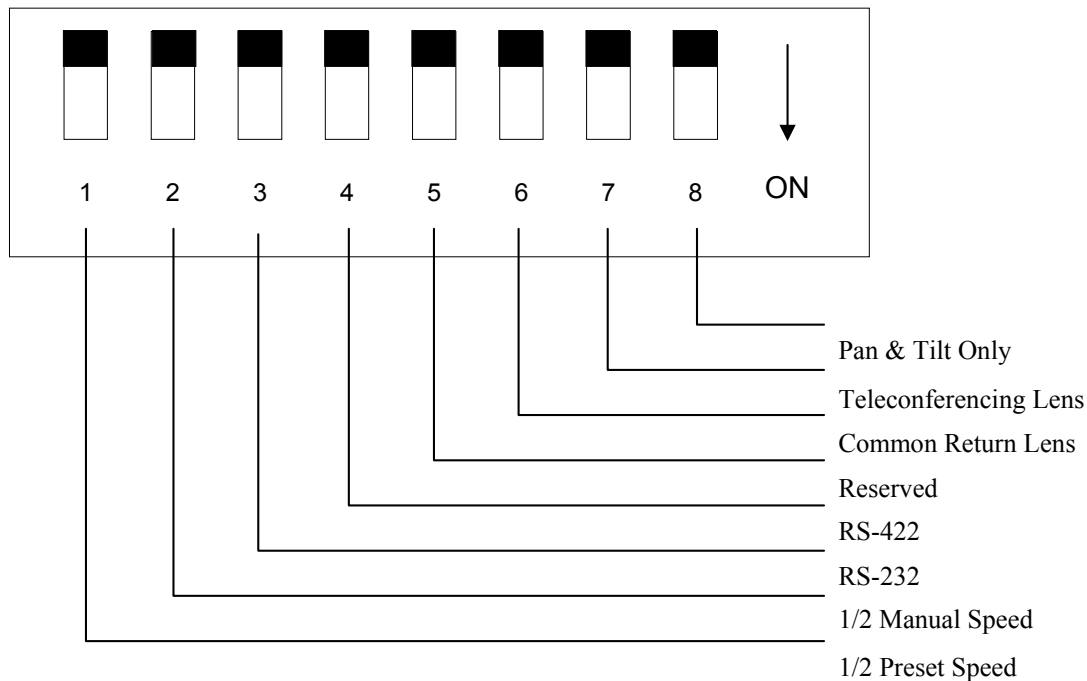 1 2 3 4 5 6 7 8 ON
Pan & Tilt Only
Teleconferencing Lens
Common Return Lens
Reserved
RS-422
RS-232
1/2 Manual Speed
1/2 Preset Speed